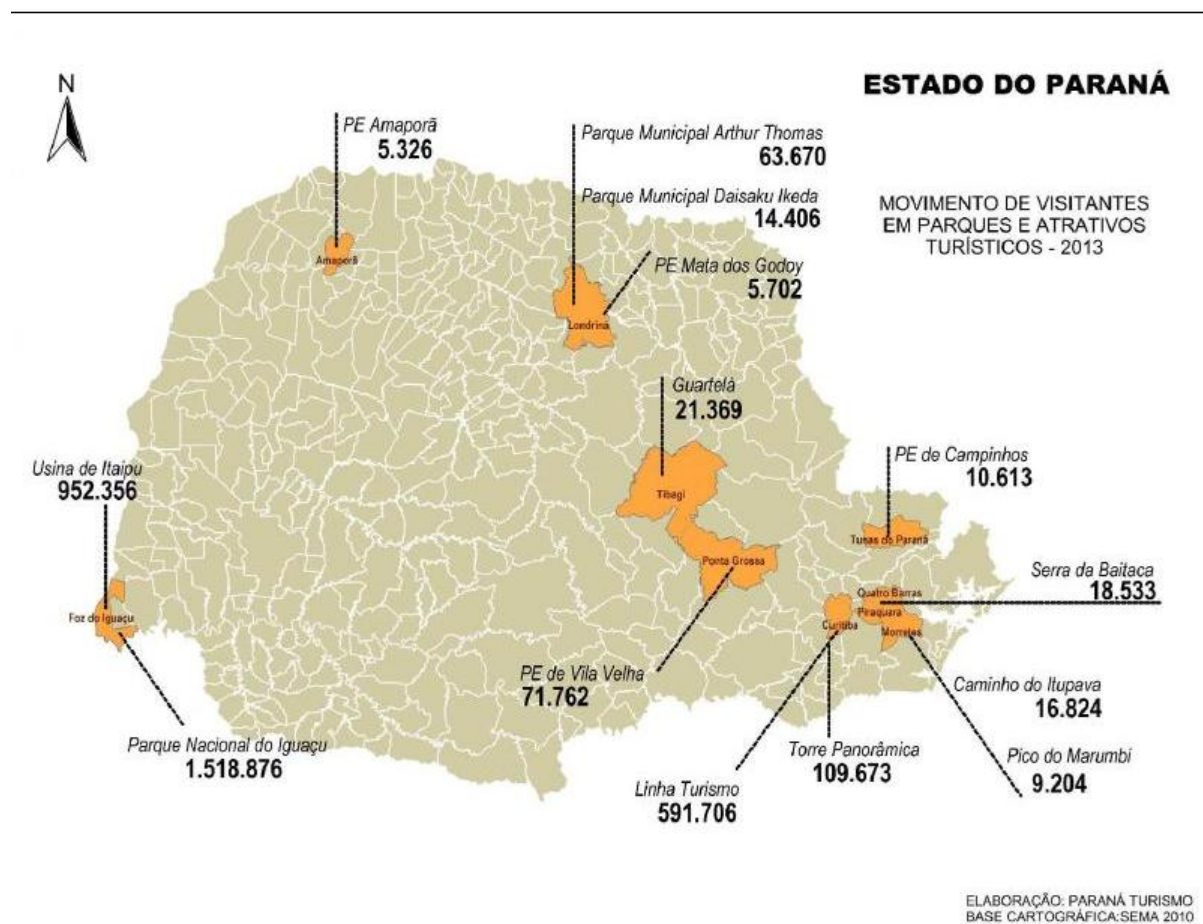 N
ESTADO DO PARANÁ
MOVIMENTO DE VISITANTES
EM PARQUES E ATRATIVOS
TURÍSTICOS - 2013
PE Amaporã
5.326
Parque Municipal Arthur Thomas
63.670
Parque Municipal Daisaku Ikeda
14.406
PE Mata dos Godoy
5.702
Amaporã
Londrina
Guartelá
21.369
Tibagi
Usina de Itaipu
952.356
PE de Campinhos
10.613
Tunas do Paraná
Ponta Grossa
Serra da Baitaca
18.533
Quatro Barras
Piraquara
Foz do Iguaçu
Curitiba
Morretes
PE de Vila Velha
71.762
Caminho do Itupava
16.824
Parque Nacional do Iguaçu
1.518.876
Torre Panorâmica
109.673
Pico do Marumbi
9.204
Linha Turismo
591.706
ELABORAÇÃO: PARANÁ TURISMO
BASE CARTOGRÁFICA:SEMA 2010